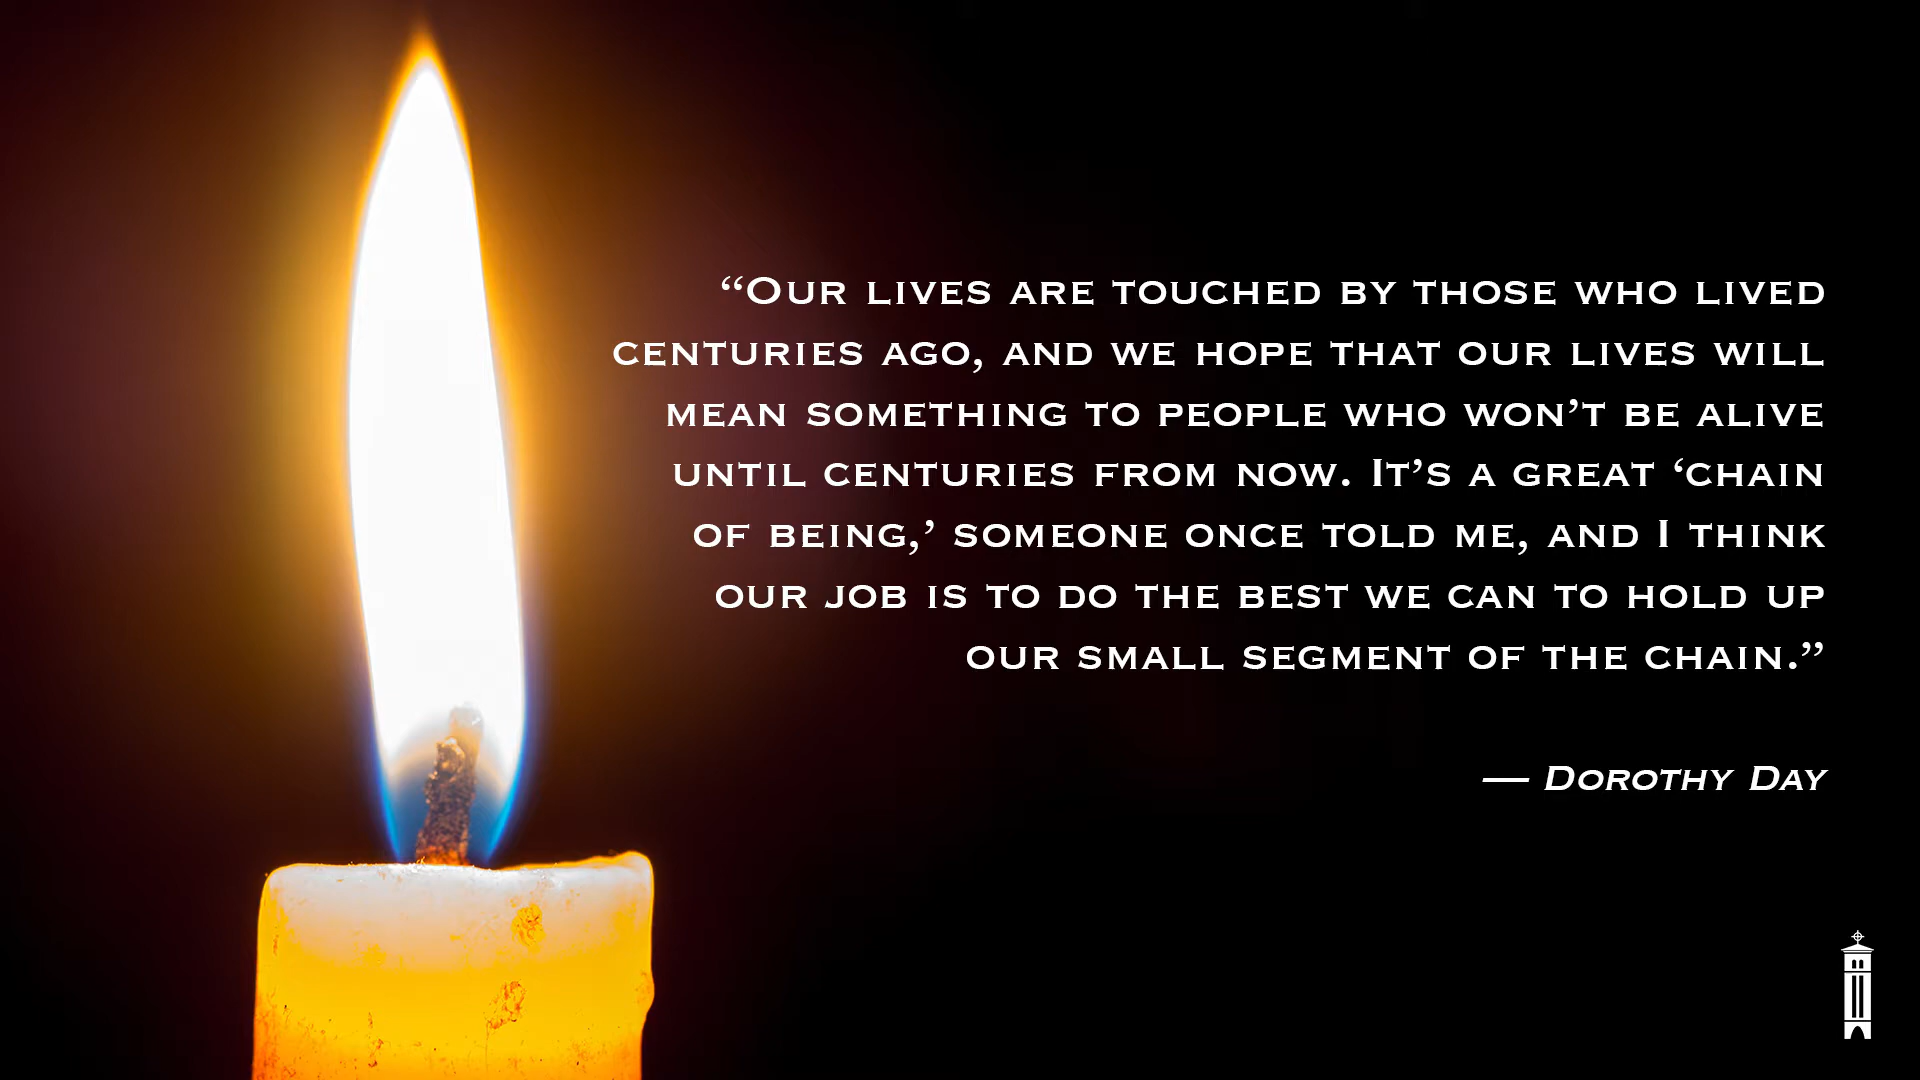 “Our lives are touched by those who lived
centuries ago, and we hope that our lives will
mean something to people who won’t be alive
until centuries from now. It’s a great ‘chain
of being,’ someone once told me, and I think
our job is to do the best we can to hold up
our small segment of the chain.”
— Dorothy Day